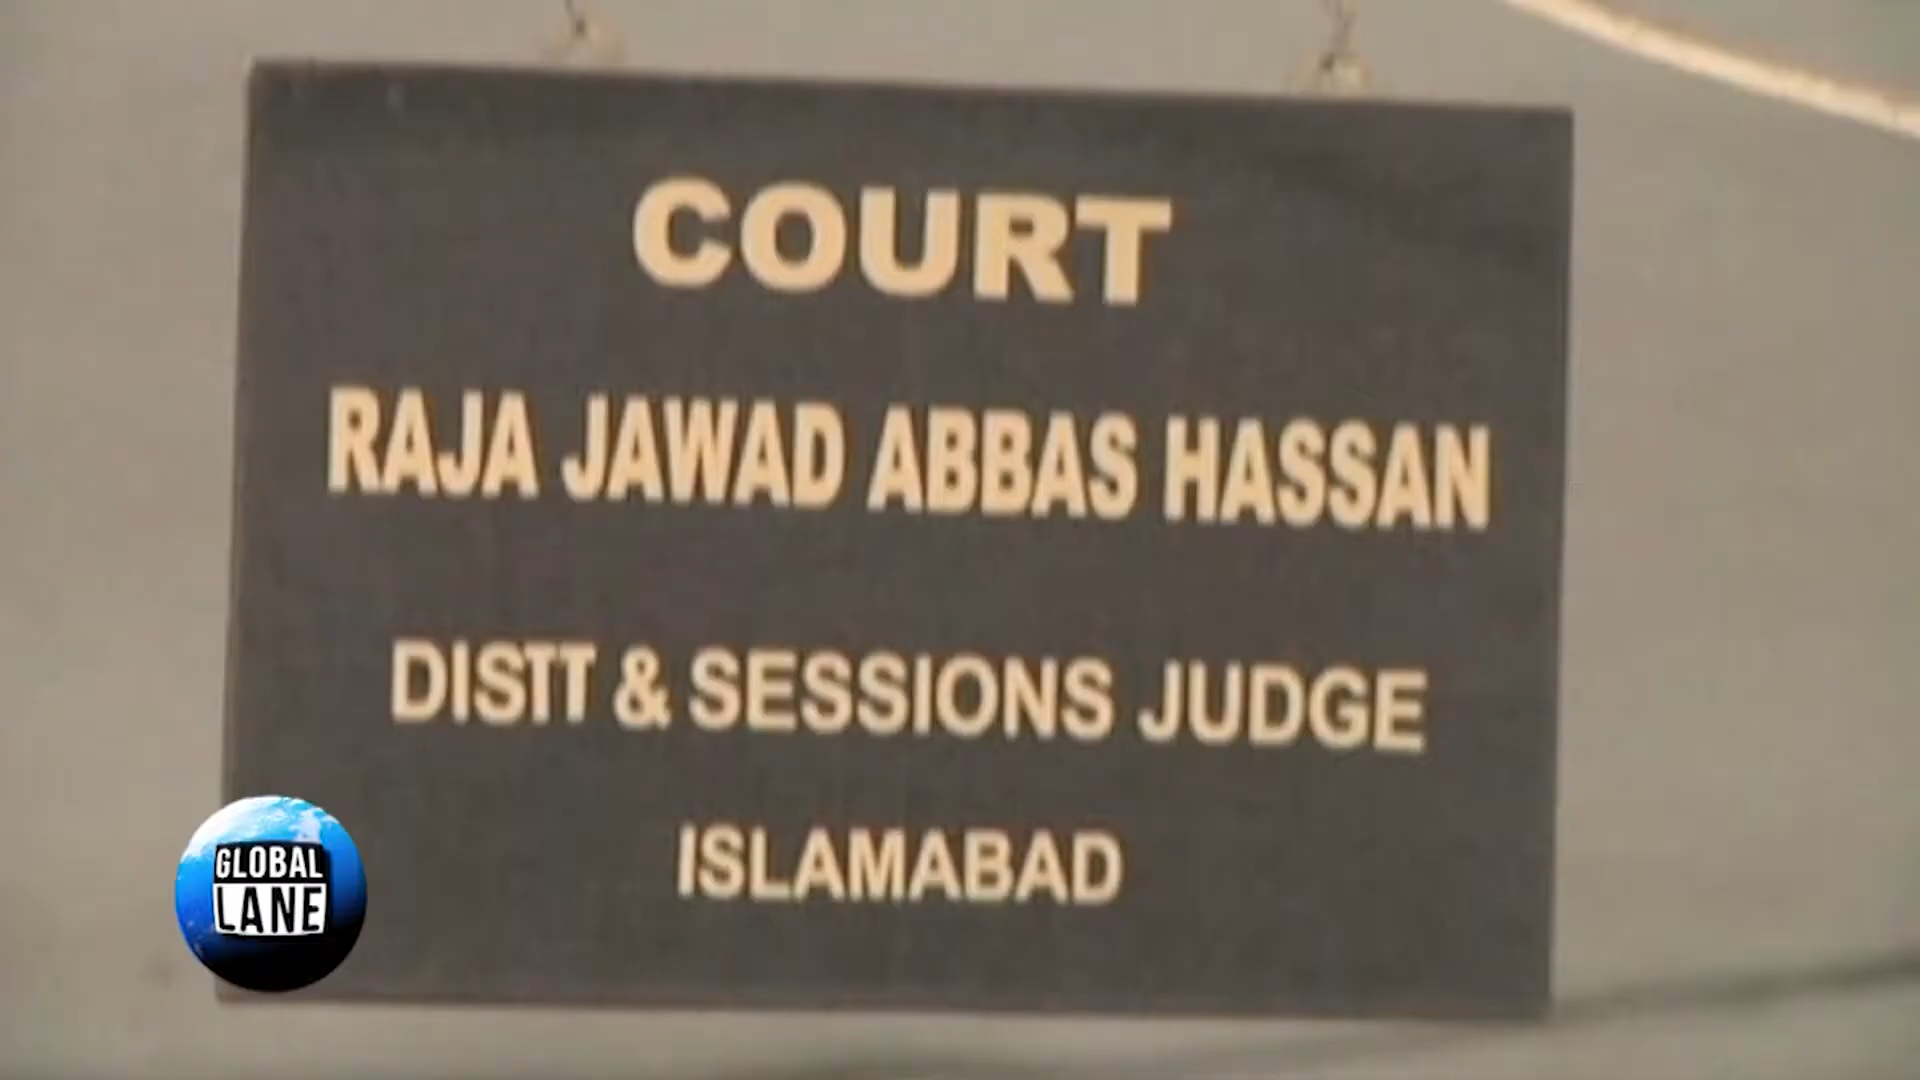 COURT
RAJA JAWAD ABBAS HASSAN
DISTT & SESSIONS JUDGE
ISLAMABAD
GLOBAL
LANE